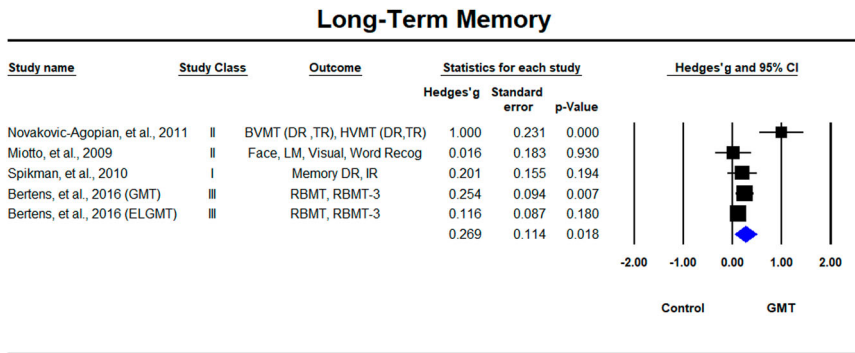 Long-Term Memory
Study name Study Class Outcome Statistics for each study Hedges'g and 95% CI
Hedges'g Standard error p-Value
Novakovic-Agopian, et al., 2011 II BVMT (DR ,TR), HVMT (DR,TR) 1.000 0.231 0.000
Miotto, et al., 2009 II Face, LM, Visual, Word Recog 0.016 0.183 0.930
Spikman, et al., 2010 I Memory DR, IR 0.201 0.155 0.194
Bertens, et al., 2016 (GMT) III RBMT, RBMT-3 0.254 0.094 0.007
Bertens, et al., 2016 (ELGMT) III RBMT, RBMT-3 0.116 0.087 0.180
0.269 0.114 0.018
-2.00 -1.00 0.00 1.00 2.00
Control GMT